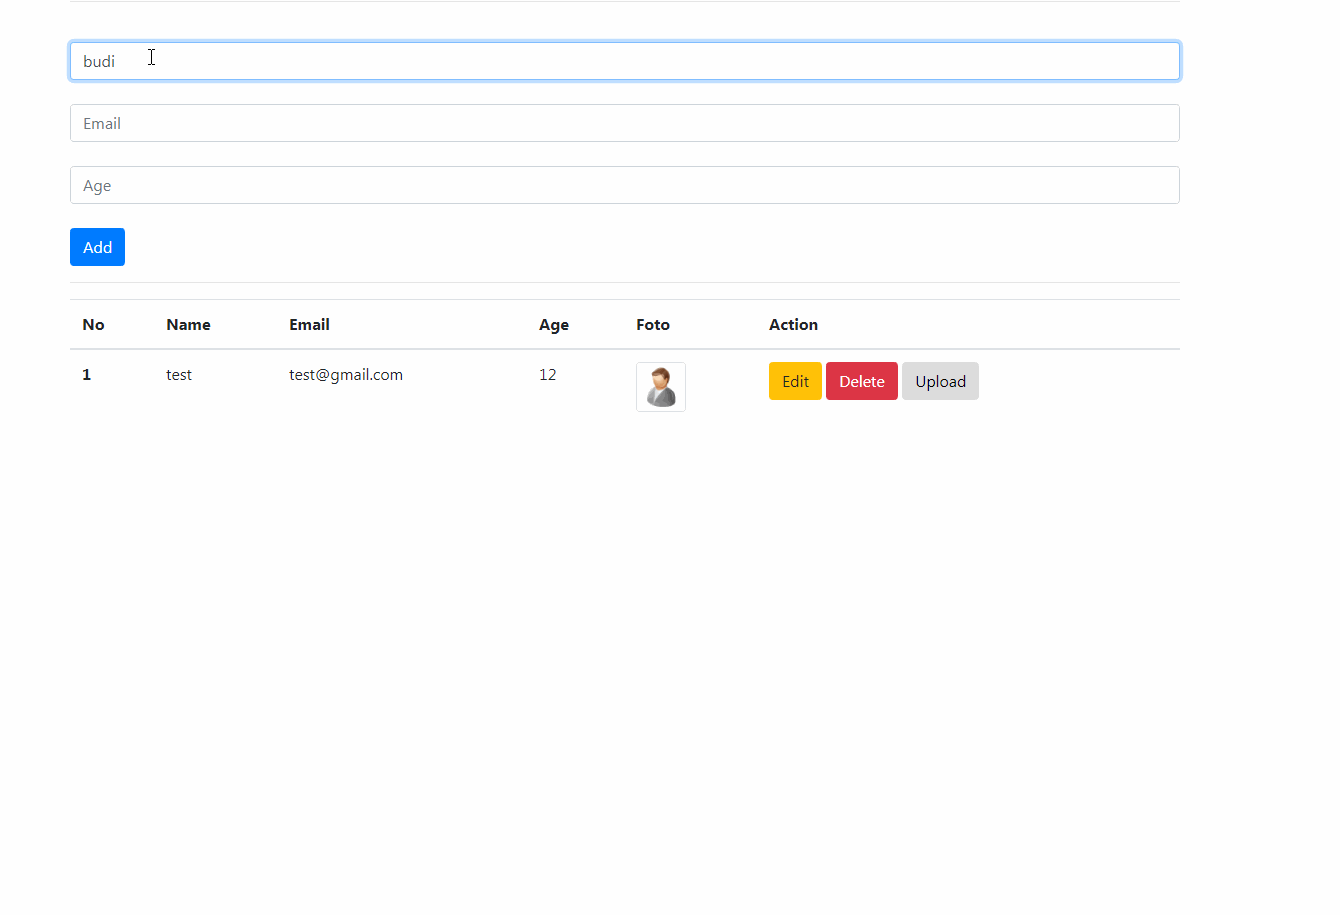 budi
Email
Age
Add
No Name Email Age Foto Action
1 test test@gmail.com 12 Edit Delete Upload